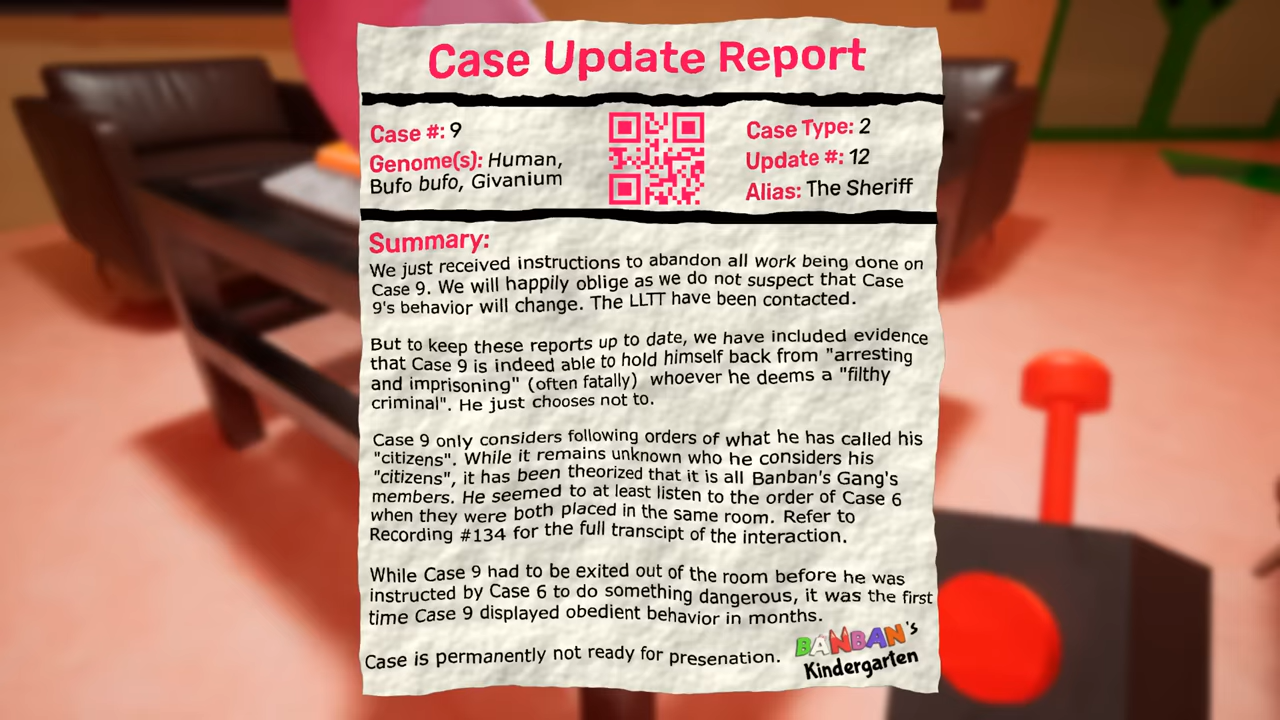 Case Update Report
Case #: 9
Genome(s): Human,
Bufo bufo, Givanium
Case Type: 2
Update #: 12
Alias: The Sheriff
Summary:
We just received instructions to abandon all work being done on
Case 9. We will happily oblige as we do not suspect that Case
9's behavior will change. The LLTT have been contacted.
But to keep these reports up to date, we have included evidence
that Case 9 is indeed able to hold himself back from "arresting
and imprisoning" (often fatally) whoever he deems a "filthy
criminal". He just chooses not to.
Case 9 only considers following orders of what he has called his
"citizens". While it remains unknown who he considers his
"citizens", it has been theorized that it is all Banban's Gang's
members. He seemed to at least listen to the order of Case 6
when they were both placed in the same room. Refer to
Recording #134 for the full transcipt of the interaction.
While Case 9 had to be exited out of the room before he was
instructed by Case 6 to do something dangerous, it was the first
time Case 9 displayed obedient behavior in months.
Case is permanently not ready for presenation.
BANBAN's
Kindergarten